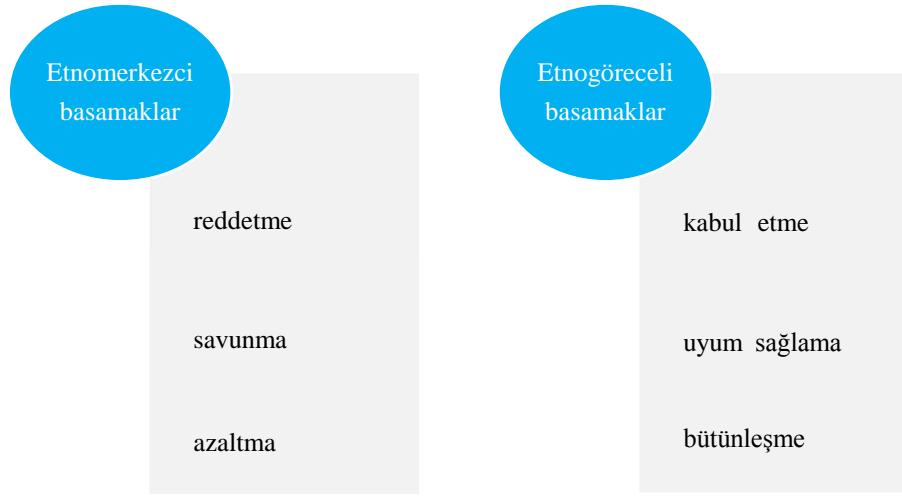 Etnomerkezci
basamaklar
reddetme
savunma
azaltma
Etnogöreceli
basamaklar
kabul etme
uyum sağlama
bütünleşme